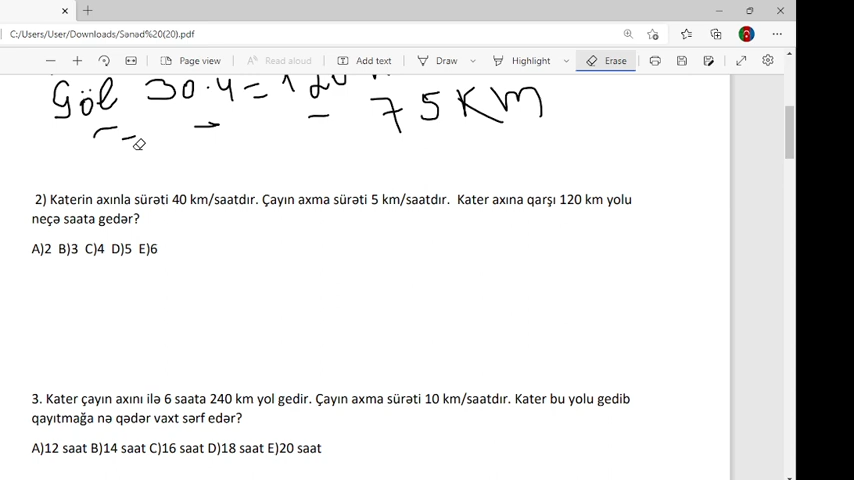 C:/Users/User/Downloads/Sanad%20(20).pdf
Page view
Read aloud
Add text
Draw
Highlight
Erase
Göl 30·4=120
75 KM
2) Katerin axınla sürəti 40 km/saatdır. Çayın axma sürəti 5 km/saatdır. Kater axına qarşı 120 km yolu
neçə saata gedər?
A)2 B)3 C)4 D)5 E)6
3. Kater çayın axını ilə 6 saata 240 km yol gedir. Çayın axma sürəti 10 km/saatdır. Kater bu yolu gedib
qayıtmağa nə qədər vaxt sərf edər?
A)12 saat B)14 saat C)16 saat D)18 saat E)20 saat